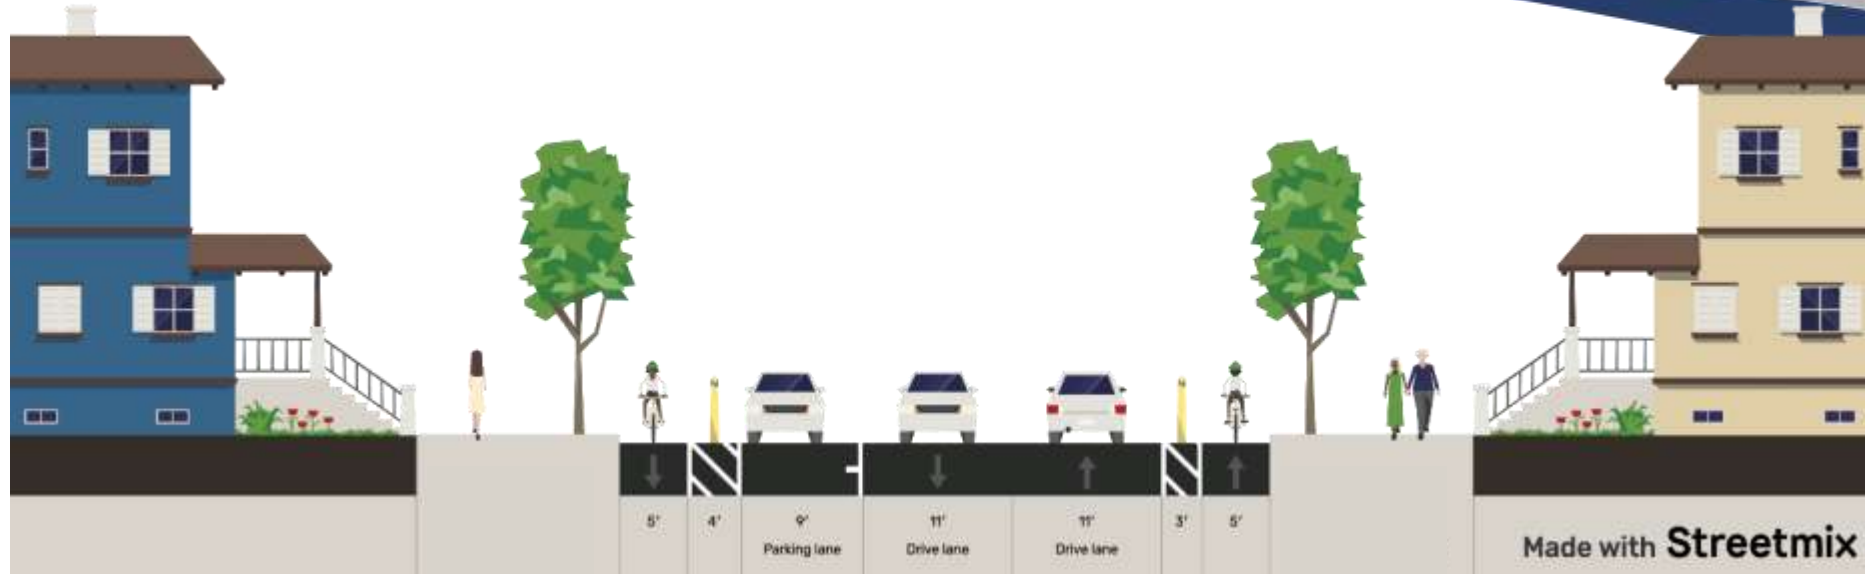 5' 4' 9' 11' 11' 3' 5'
Parking lane Drive lane Drive lane
Made with Streetmix